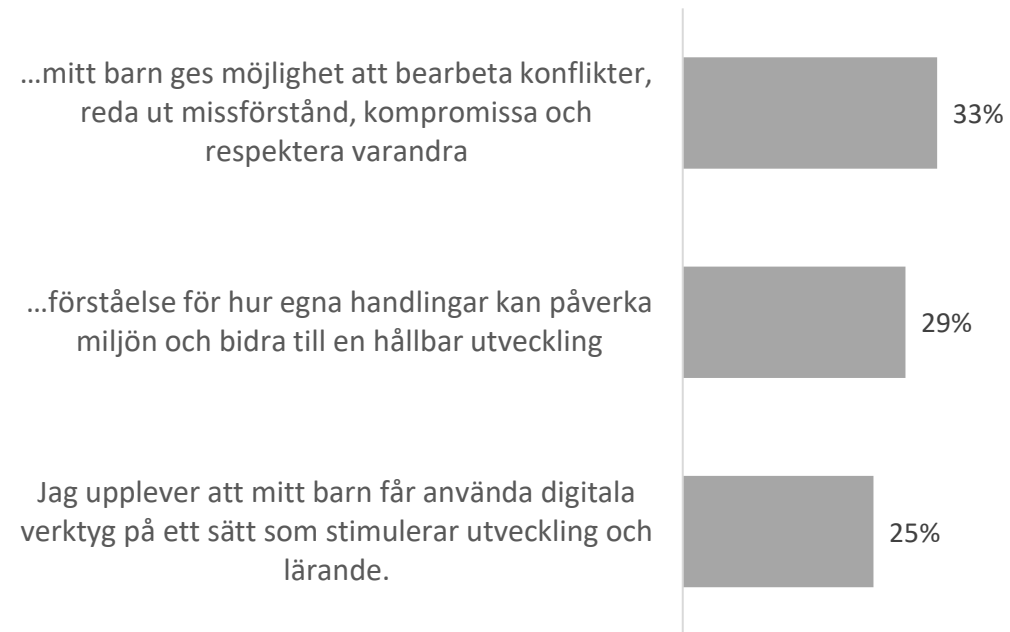 ...mitt barn ges möjlighet att bearbeta konflikter,
reda ut missförstånd, kompromissa och
respektera varandra
33%
...förståelse för hur egna handlingar kan påverka
miljön och bidra till en hållbar utveckling
29%
Jag upplever att mitt barn får använda digitala
verktyg på ett sätt som stimulerar utveckling och
lärande.
25%